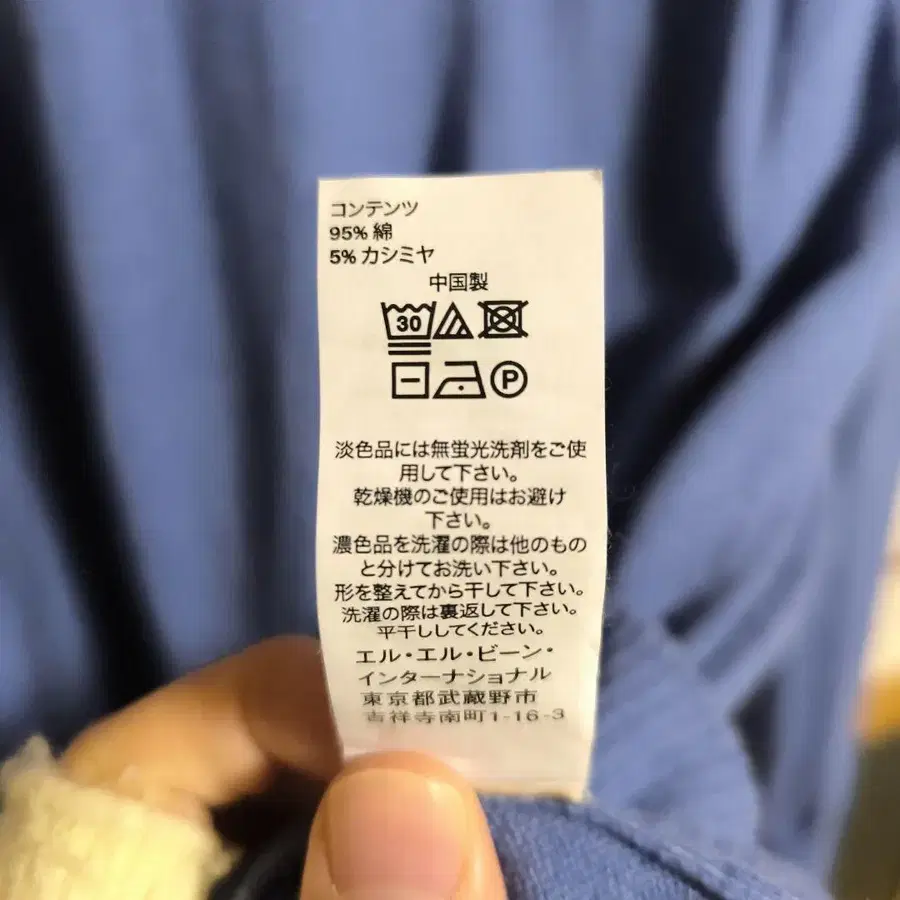 コンテンツ
95% 綿
5% カシミヤ
中国製
30
P
淡色品には無蛍光洗剤をご使
用して下さい。
乾燥機のご使用はお避け
下さい。
濃色品を洗濯の際は他のもの
と分けてお洗い下さい。
形を整えてから干して下さい。
洗濯の際は裏返して下さい。
平干ししてください。
エル・エル・ビーン・
インターナショナル
東京都武蔵野市
吉祥寺南町1-16-3